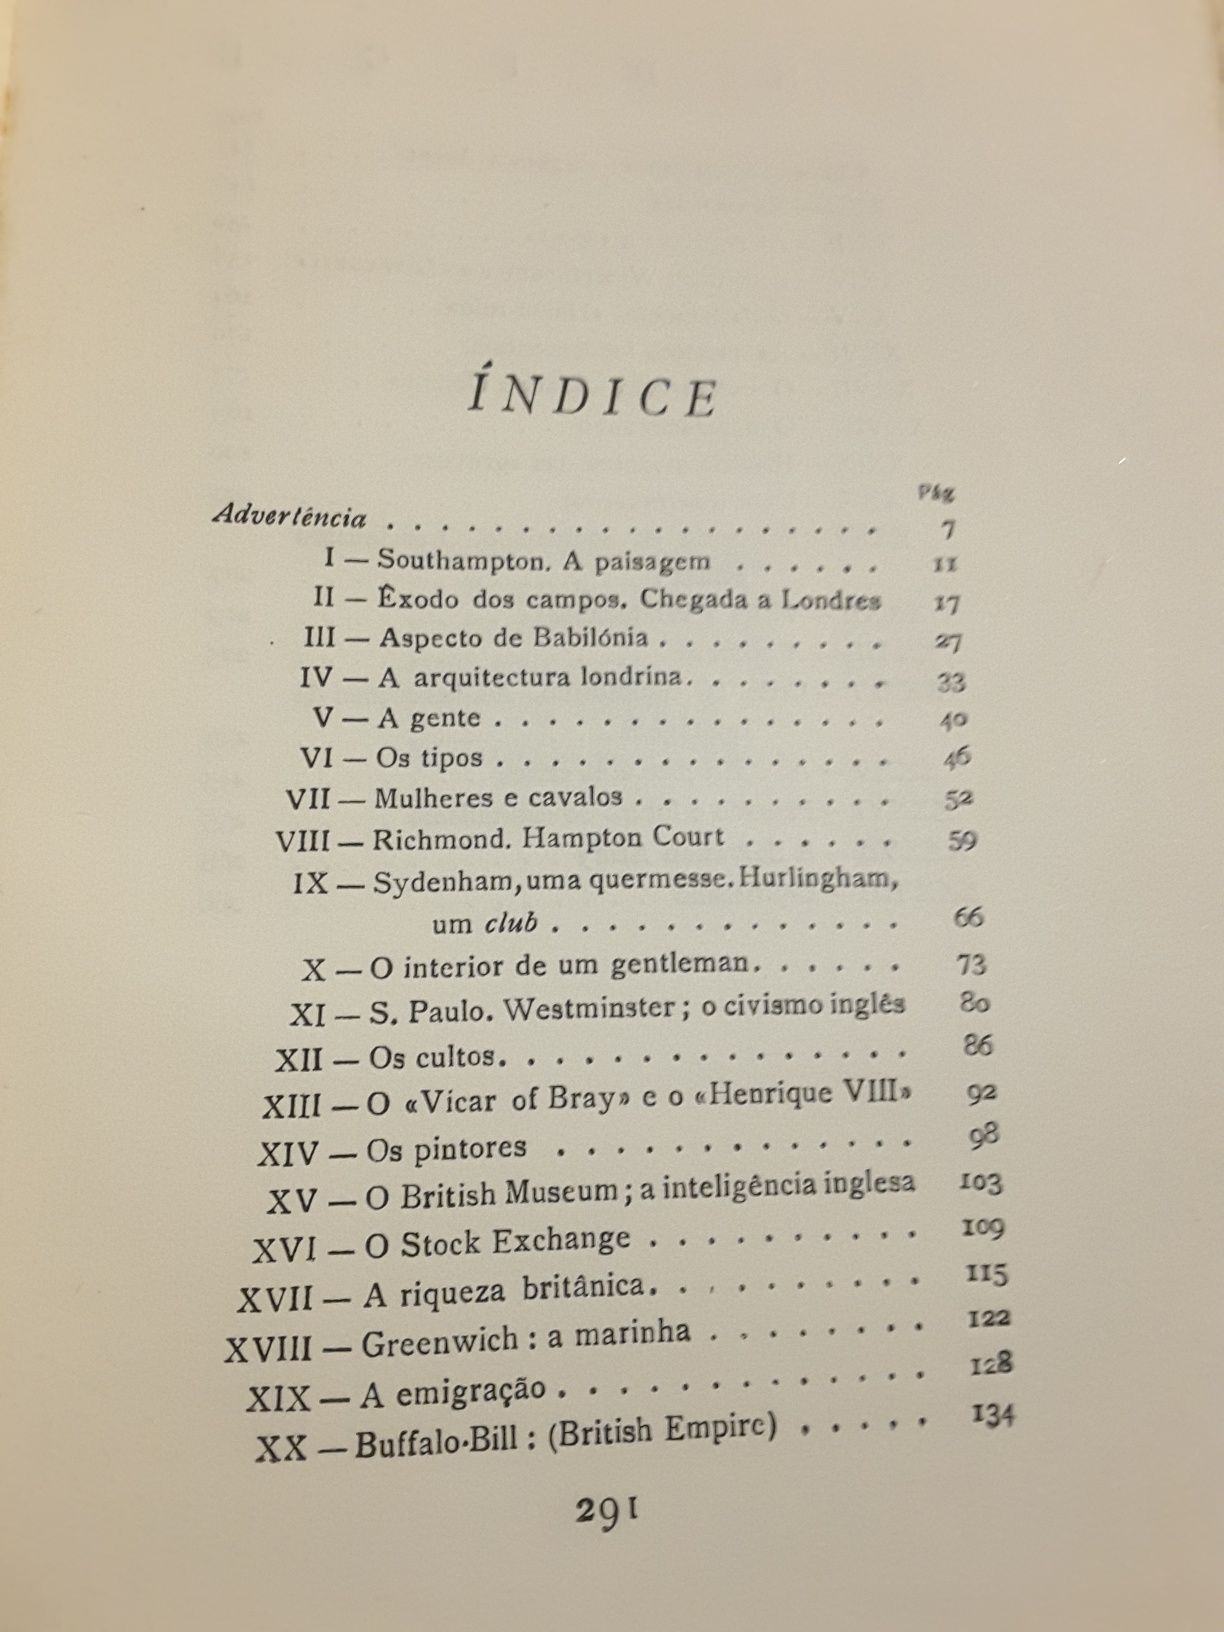 ÍNDICE
Pág
Advertência . . . . . . . . . . . . . . . . . . . 7
I — Southampton. A paisagem . . . . . . 11
II — Êxodo dos campos. Chegada a Londres 17
III — Aspecto de Babilónia . . . . . . . . . 27
IV — A arquitectura londrina. . . . . . . . 33
V — A gente . . . . . . . . . . . . . . . 40
VI — Os tipos . . . . . . . . . . . . . . . 46
VII — Mulheres e cavalos . . . . . . . . . . 52
VIII — Richmond. Hampton Court . . . . . . 59
IX — Sydenham, uma quermesse. Hurlingham,
um club . . . . . . . . . . . . . 66
X — O interior de um gentleman. . . . . . 73
XI — S. Paulo. Westminster ; o civismo inglês 80
XII — Os cultos. . . . . . . . . . . . . . . 86
XIII — O «Vicar of Bray» e o «Henrique VIII» 92
XIV — Os pintores . . . . . . . . . . . . . 98
XV — O British Museum ; a inteligência inglesa 103
XVI — O Stock Exchange . . . . . . . . . . 109
XVII — A riqueza britânica. . . . . . . . . . 115
XVIII — Greenwich : a marinha . . . . . . . . 122
XIX — A emigração . . . . . . . . . . . . . 128
XX — Buffalo-Bill : (British Empire) . . . . . 134
291